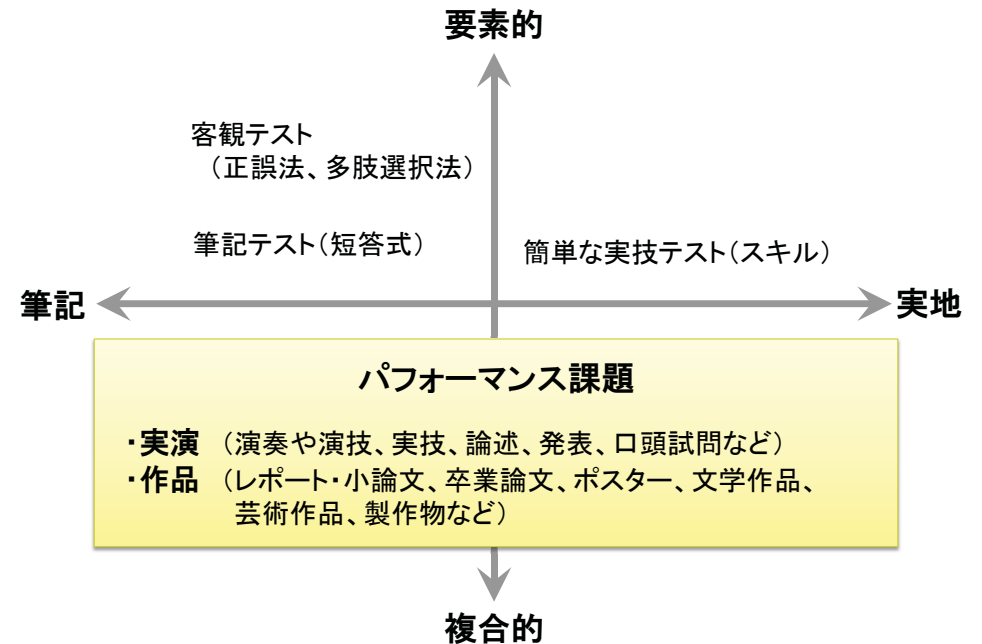 要素的
客観テスト
（正誤法、多肢選択法）
筆記テスト（短答式）
簡単な実技テスト（スキル）
筆記
実地
パフォーマンス課題
・実演 （演奏や演技、実技、論述、発表、口頭試問など）
・作品 （レポート・小論文、卒業論文、ポスター、文学作品、
芸術作品、製作物など）
複合的